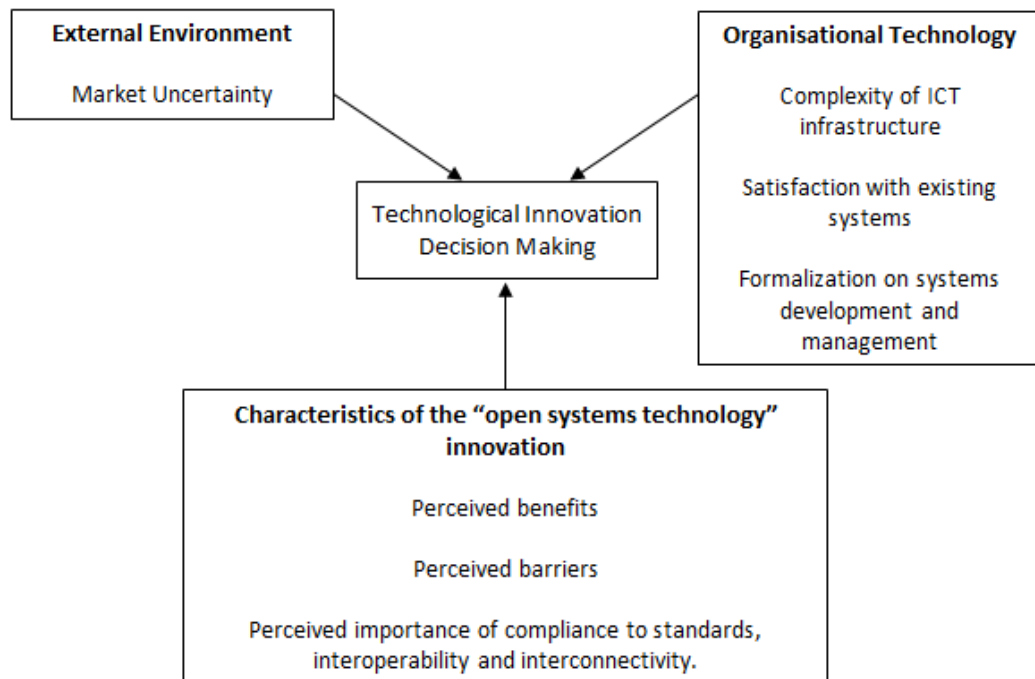 External Environment
Market Uncertainty
Organisational Technology
Complexity of ICT
infrastructure
Satisfaction with existing
systems
Formalization on systems
development and
management
Technological Innovation
Decision Making
Characteristics of the “open systems technology”
innovation
Perceived benefits
Perceived barriers
Perceived importance of compliance to standards,
interoperability and interconnectivity.